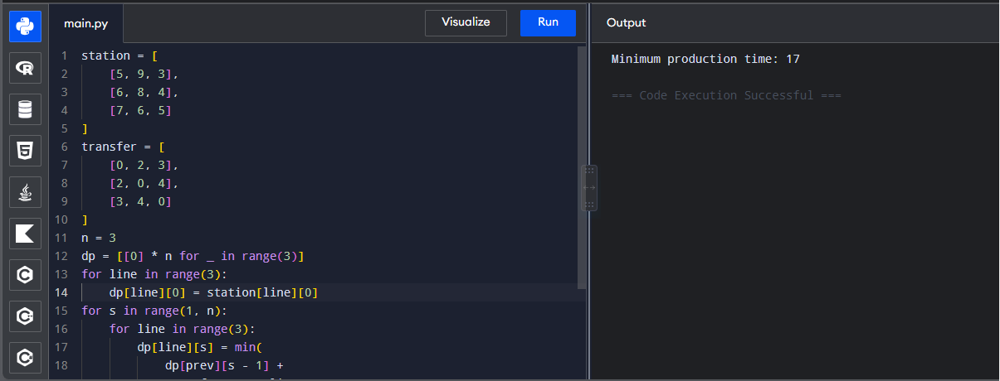 main.py
Visualize
Run
Output
1 station = [
2     [5, 9, 3],
3     [6, 8, 4],
4     [7, 6, 5]
5 ]
6 transfer = [
7     [0, 2, 3],
8     [2, 0, 4],
9     [3, 4, 0]
10 ]
11 n = 3
12 dp = [[0] * n for _ in range(3)]
13 for line in range(3):
14     dp[line][0] = station[line][0]
15 for s in range(1, n):
16     for line in range(3):
17         dp[line][s] = min(
18             dp[prev][s - 1] +
Minimum production time: 17
=== Code Execution Successful ===